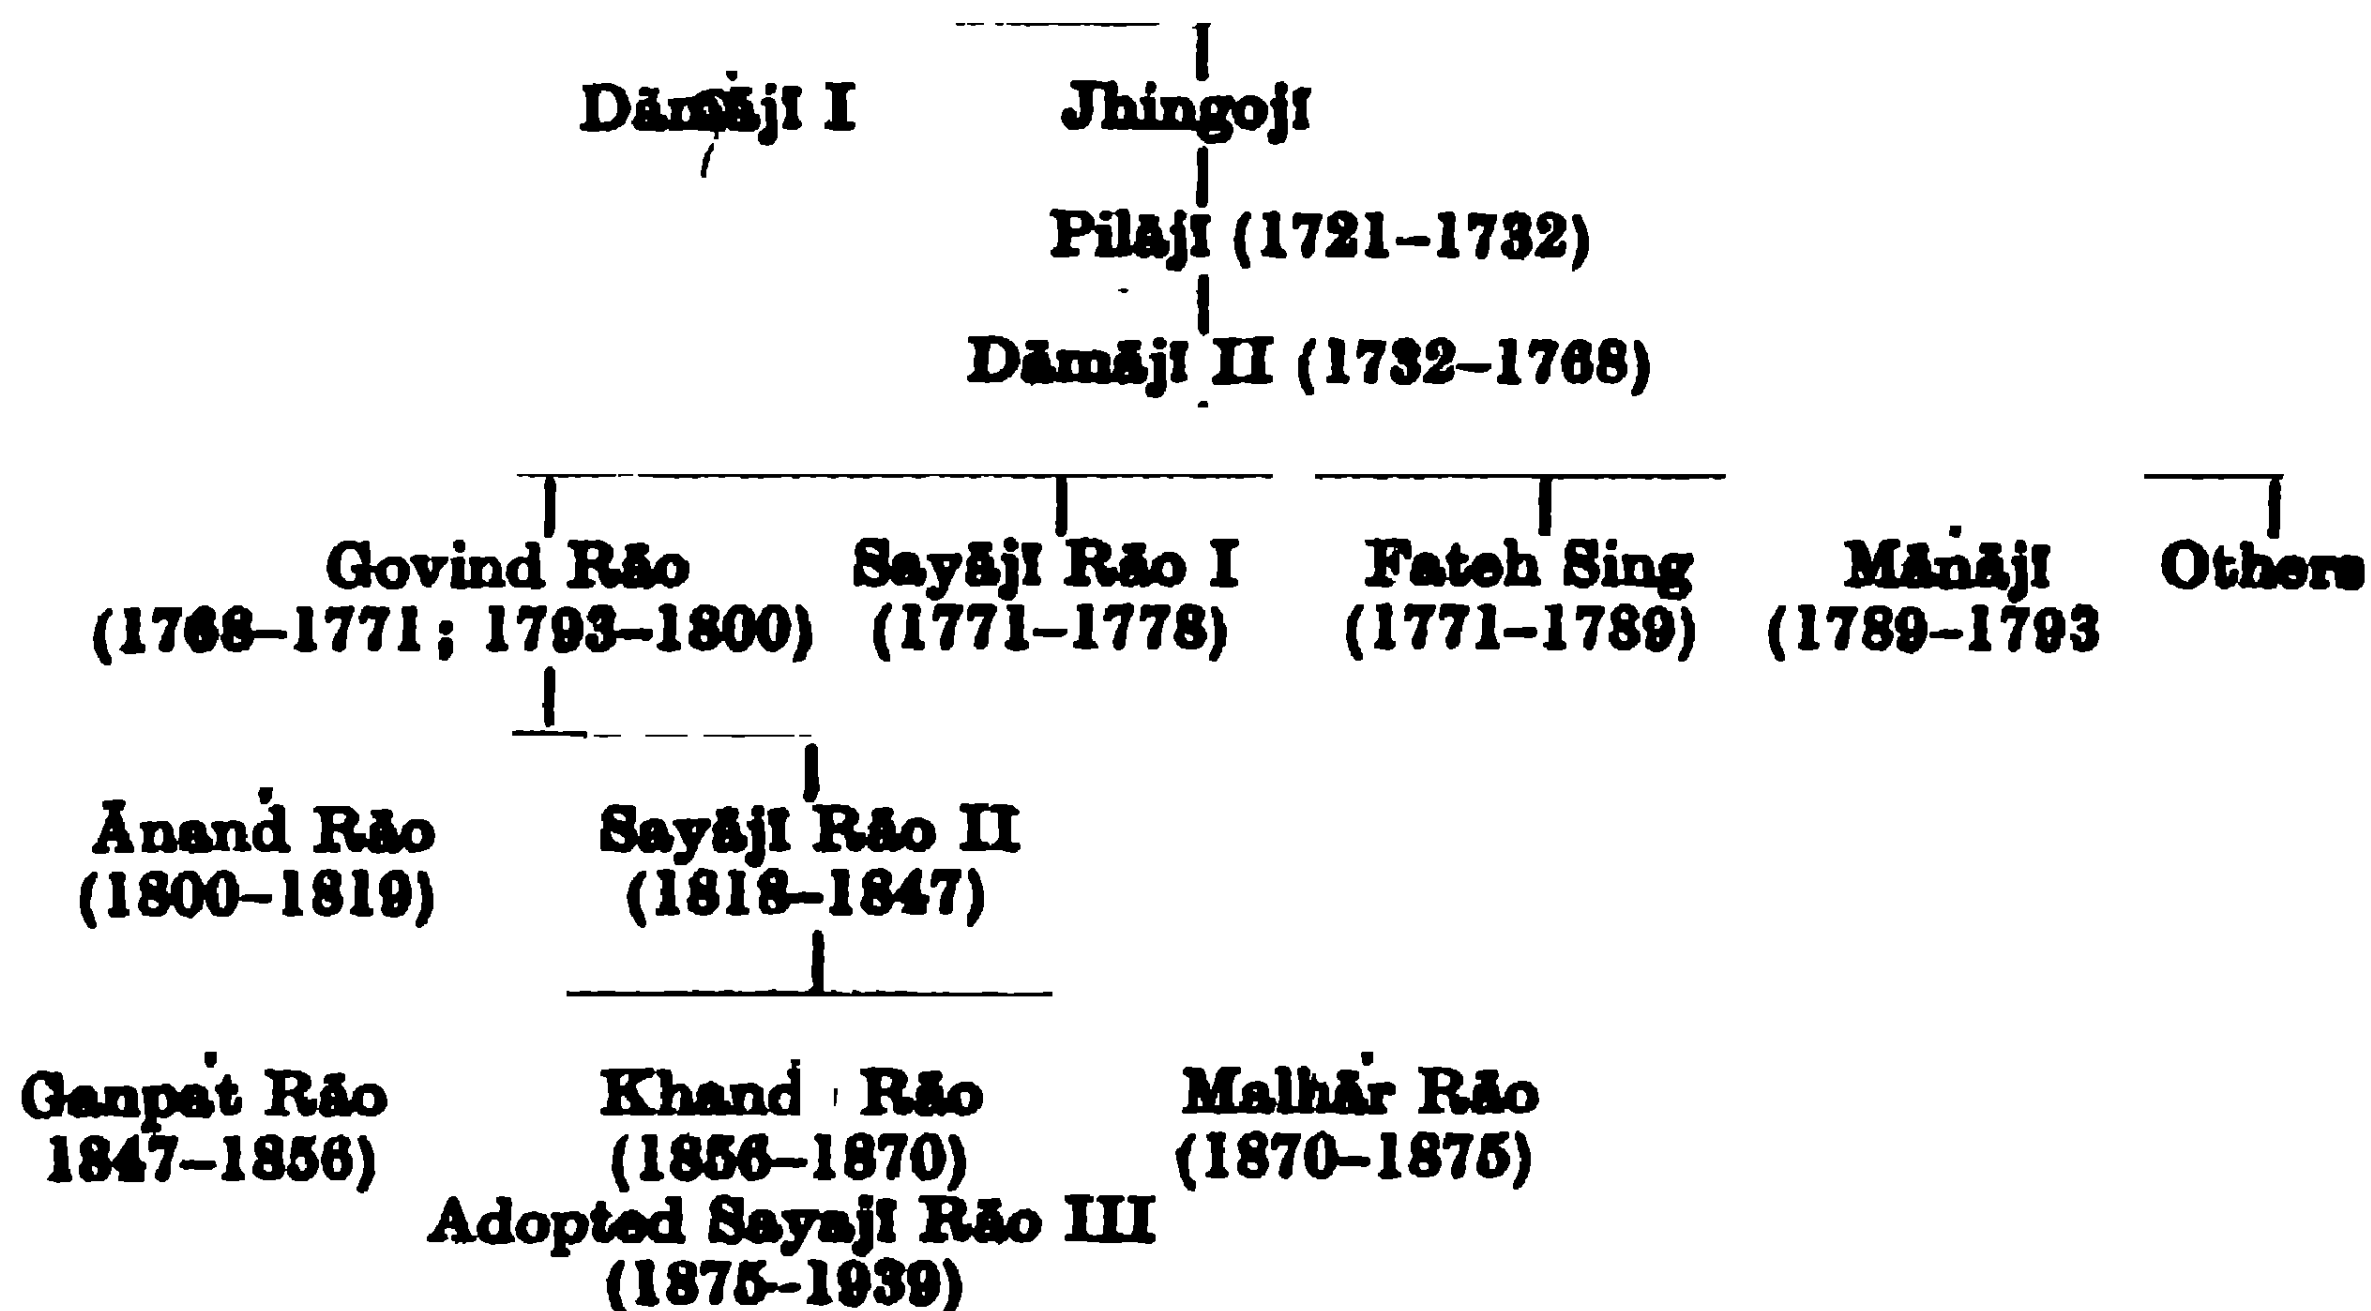 Dāmājī I Jhingojī
Pilājī (1721–1732)
Dāmājī II (1732–1768)
Govind Rāo Sayājī Rāo I Fateh Sing Mānājī Others
(1768–1771; 1793–1800) (1771–1778) (1771–1789) (1789–1793
Ānand Rāo Sayājī Rāo II
(1800–1819) (1818–1847)
Ganpat Rāo Khand Rāo Malhār Rāo
1847–1856) (1856–1870) (1870–1875)
Adopted Sayajī Rāo III
(1875–1939)